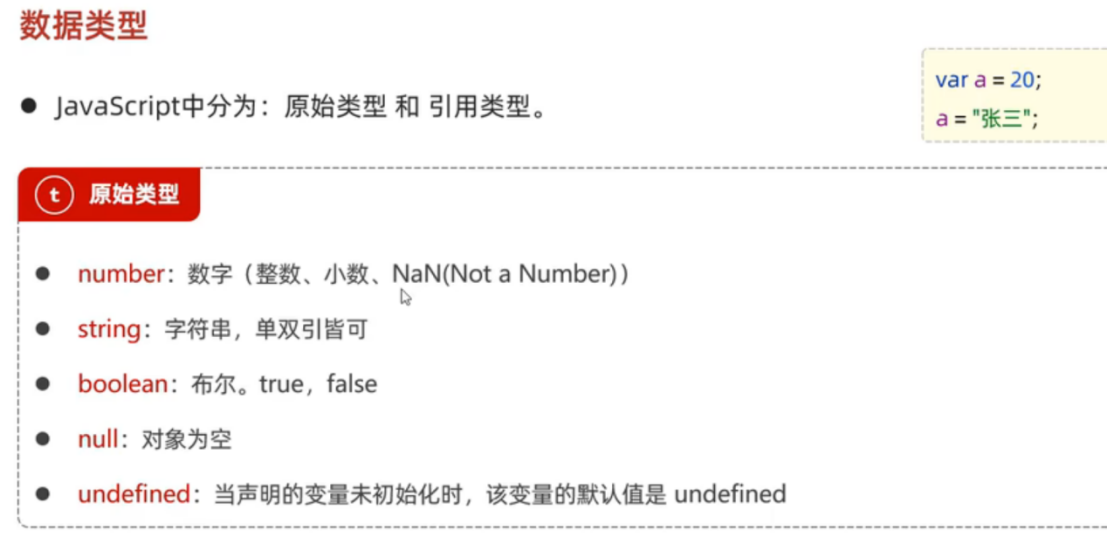 数据类型
JavaScript中分为：原始类型 和 引用类型。
var a = 20;
a = "张三";
t 原始类型
number：数字（整数、小数、NaN(Not a Number)）
string：字符串，单双引皆可
boolean：布尔。true，false
null：对象为空
undefined：当声明的变量未初始化时，该变量的默认值是 undefined